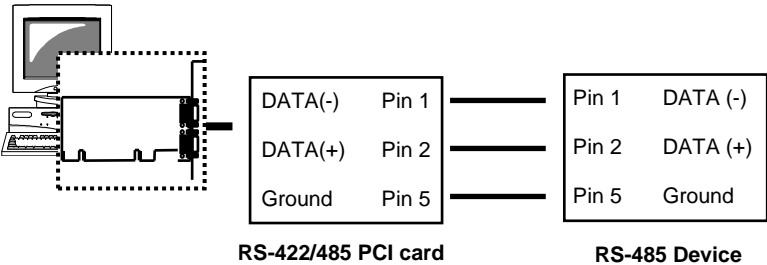 DATA(-) Pin 1 Pin 1 DATA (-)
DATA(+) Pin 2 Pin 2 DATA (+)
Ground Pin 5 Pin 5 Ground
RS-422/485 PCI card RS-485 Device